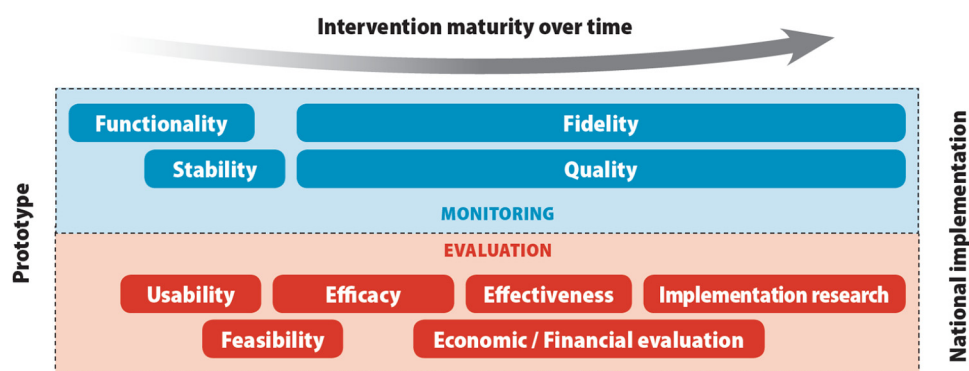 Intervention maturity over time
Prototype
Functionality
Fidelity
Stability
Quality
MONITORING
EVALUATION
Usability
Efficacy
Effectiveness
Implementation research
Feasibility
Economic / Financial evaluation
National implementation